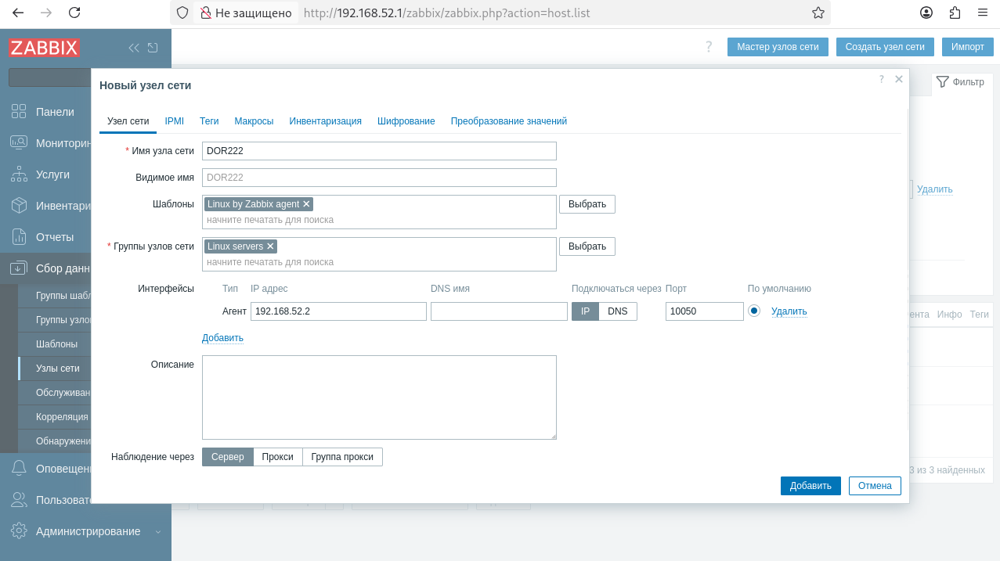 Не защищено http://192.168.52.1/zabbix/zabbix.php?action=host.list
ZABBIX
? Мастер узлов сети Создать узел сети Импорт
Фильтр
Панели
Монитори
Услуги
Инвентари
Отчеты
Сбор данн
Группы шабл
Группы узло
Шаблоны
Узлы сети
Обслужива
Корреляция
Обнаружени
Оповещен
Пользовате
Администрирование
Новый узел сети ?
Узел сети IPMI Теги Макросы Инвентаризация Шифрование Преобразование значений
* Имя узла сети DOR222
Видимое имя DOR222
Шаблоны Linux by Zabbix agent Выбрать
начните печатать для поиска
* Группы узлов сети Linux servers Выбрать
начните печатать для поиска
Интерфейсы Тип IP адрес DNS имя Подключаться через Порт По умолчанию
Агент 192.168.52.2 IP DNS 10050 Удалить
Добавить
Описание
Наблюдение через Сервер Прокси Группа прокси
Добавить Отмена
Удалить
ента Инфо Теги
3 из 3 найденных